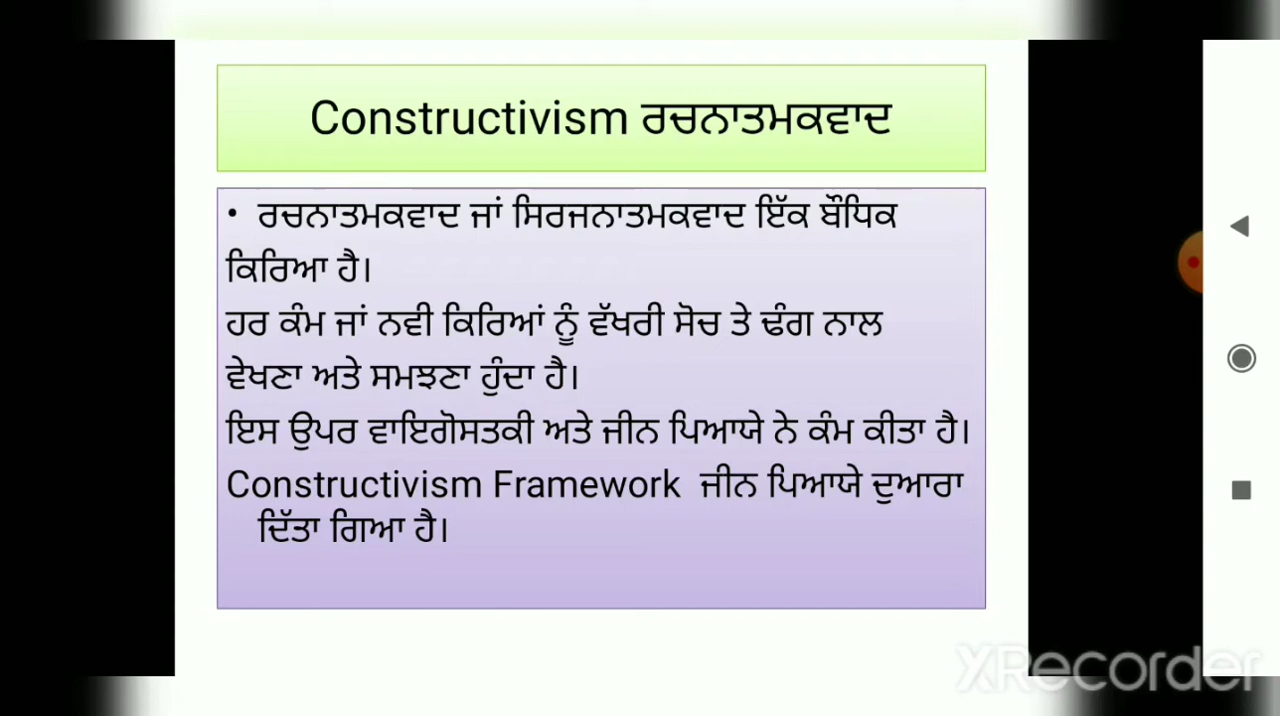 Constructivism ਰਚਨਾਤਮਕਵਾਦ
• ਰਚਨਾਤਮਕਵਾਦ ਜਾਂ ਸਿਰਜਨਾਤਮਕਵਾਦ ਇੱਕ ਬੌਧਿਕ
ਕਿਰਿਆ ਹੈ।
ਹਰ ਕੰਮ ਜਾਂ ਨਵੀ ਕਿਰਿਆਂ ਨੂੰ ਵੱਖਰੀ ਸੋਚ ਤੇ ਢੰਗ ਨਾਲ
ਵੇਖਣਾ ਅਤੇ ਸਮਝਣਾ ਹੁੰਦਾ ਹੈ।
ਇਸ ਉਪਰ ਵਾਇਗੋਸਤਕੀ ਅਤੇ ਜੀਨ ਪਿਆਯੇ ਨੇ ਕੰਮ ਕੀਤਾ ਹੈ।
Constructivism Framework ਜੀਨ ਪਿਆਯੇ ਦੁਆਰਾ
ਦਿੱਤਾ ਗਿਆ ਹੈ।
XRecorder